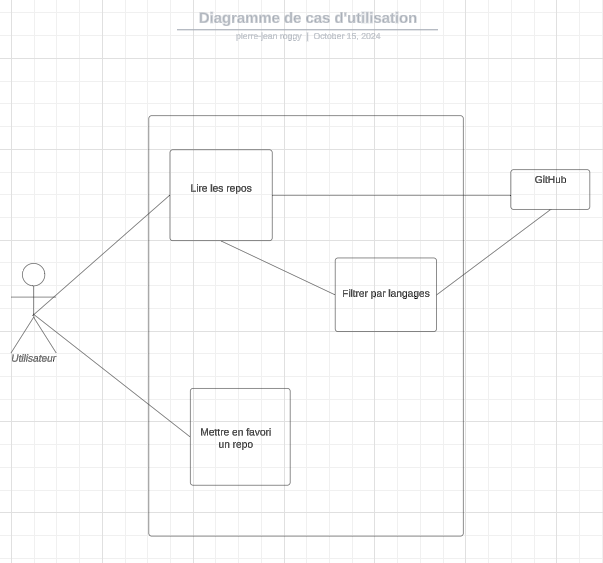 Diagramme de cas d'utilisation
pierre-jean roggy | October 15, 2024
Lire les repos
GitHub
Filtrer par langages
Utilisateur
Mettre en favori
un repo